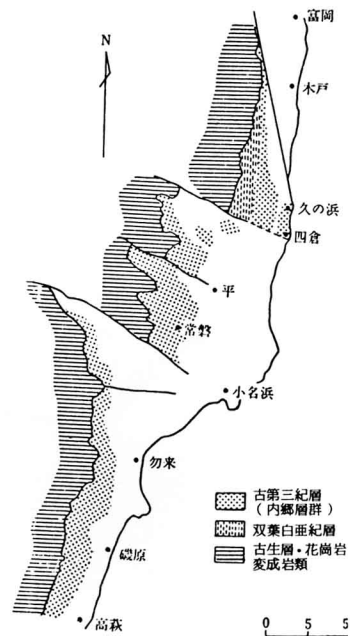 富岡
N
木戸
久の浜
四倉
平
常磐
小名浜
勿来
古第三紀層
(内郷層群)
双葉白亜紀層
磯原
古生層・花崗岩
変成岩類
高萩
0 5 5